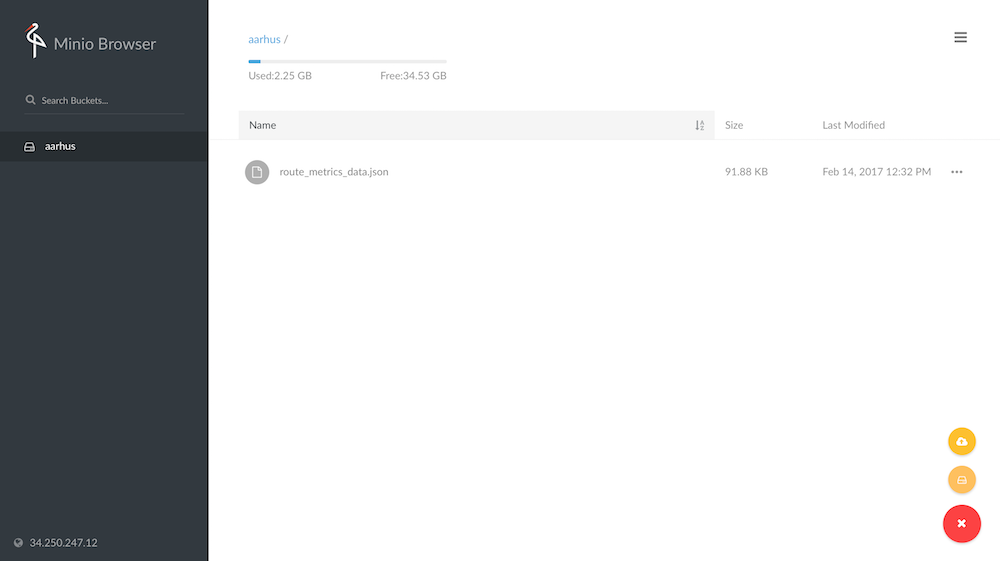 Minio Browser
Search Buckets...
aarhus
34.250.247.12
aarhus /
Used:2.25 GB Free:34.53 GB
Name Size Last Modified
route_metrics_data.json 91.88 KB Feb 14, 2017 12:32 PM